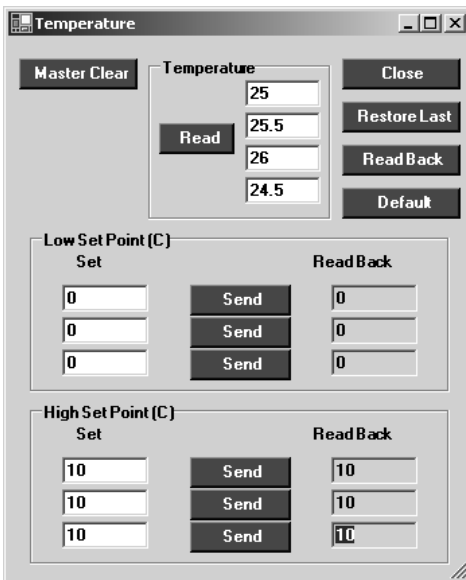 Temperature
Master Clear
Temperature
Read
25
25.5
26
24.5
Close
Restore Last
Read Back
Default
Low Set Point (C)
Set Read Back
0 Send 0
0 Send 0
0 Send 0
High Set Point (C)
Set Read Back
10 Send 10
10 Send 10
10 Send 10